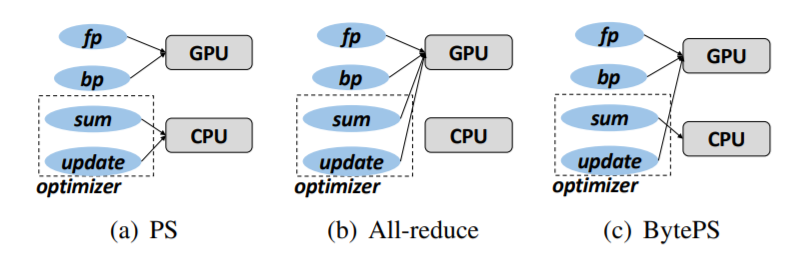 fp
GPU
bp
sum
CPU
update
optimizer
(a) PS
fp
GPU
bp
sum
CPU
update
optimizer
(b) All-reduce
fp
GPU
bp
sum
CPU
update
optimizer
(c) BytePS